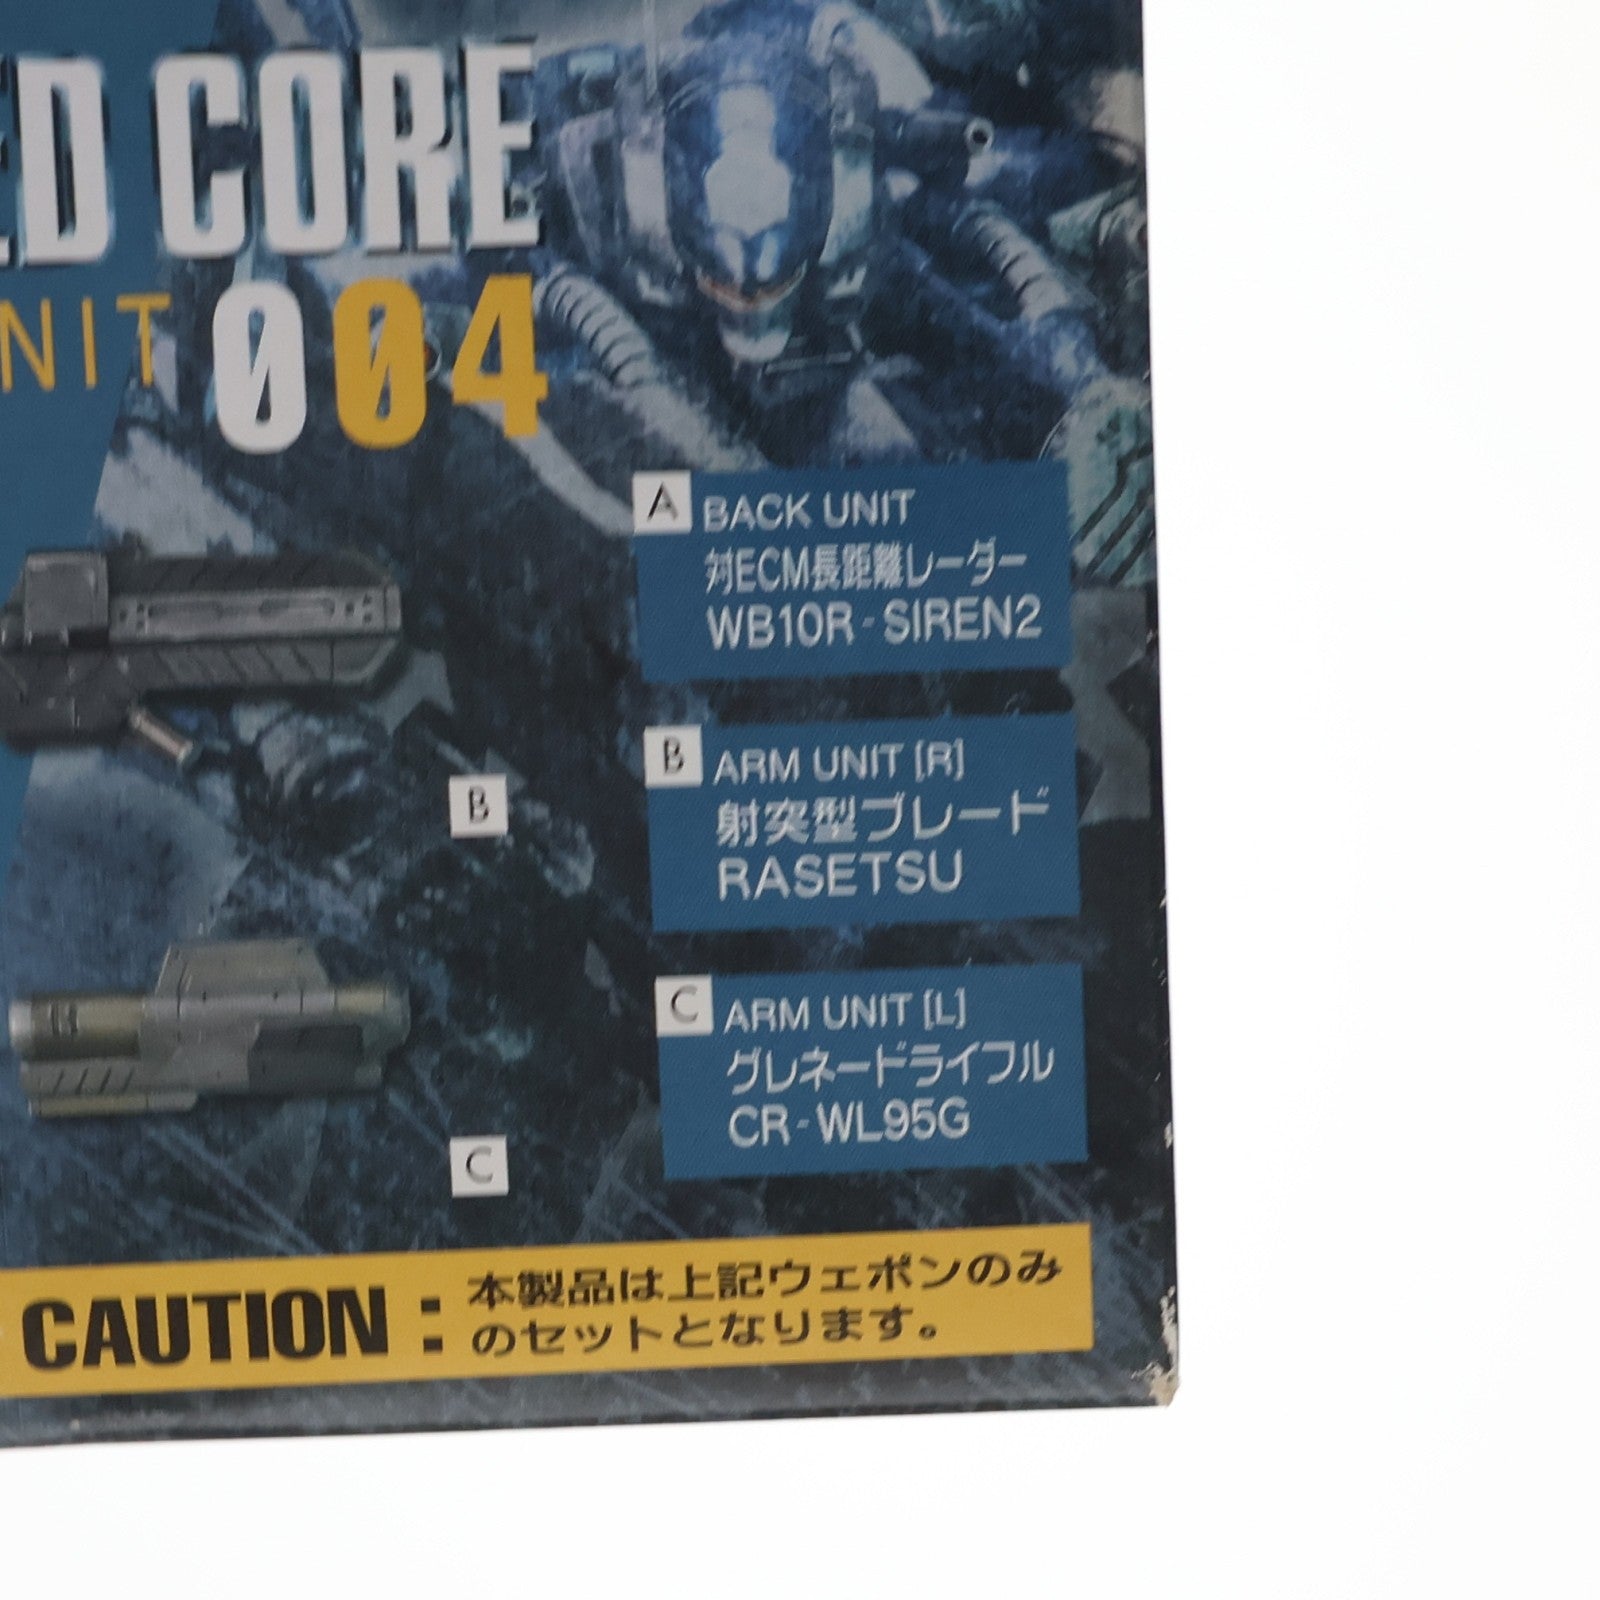 ED CORE
NIT 004
A BACK UNIT
対ECM長距離レーダー
WB10R-SIREN2
B ARM UNIT [R]
射突型ブレード
RASETSU
B
C ARM UNIT [L]
グレネードライフル
CR-WL95G
C
CAUTION : 本製品は上記ウェポンのみ
のセットとなります。